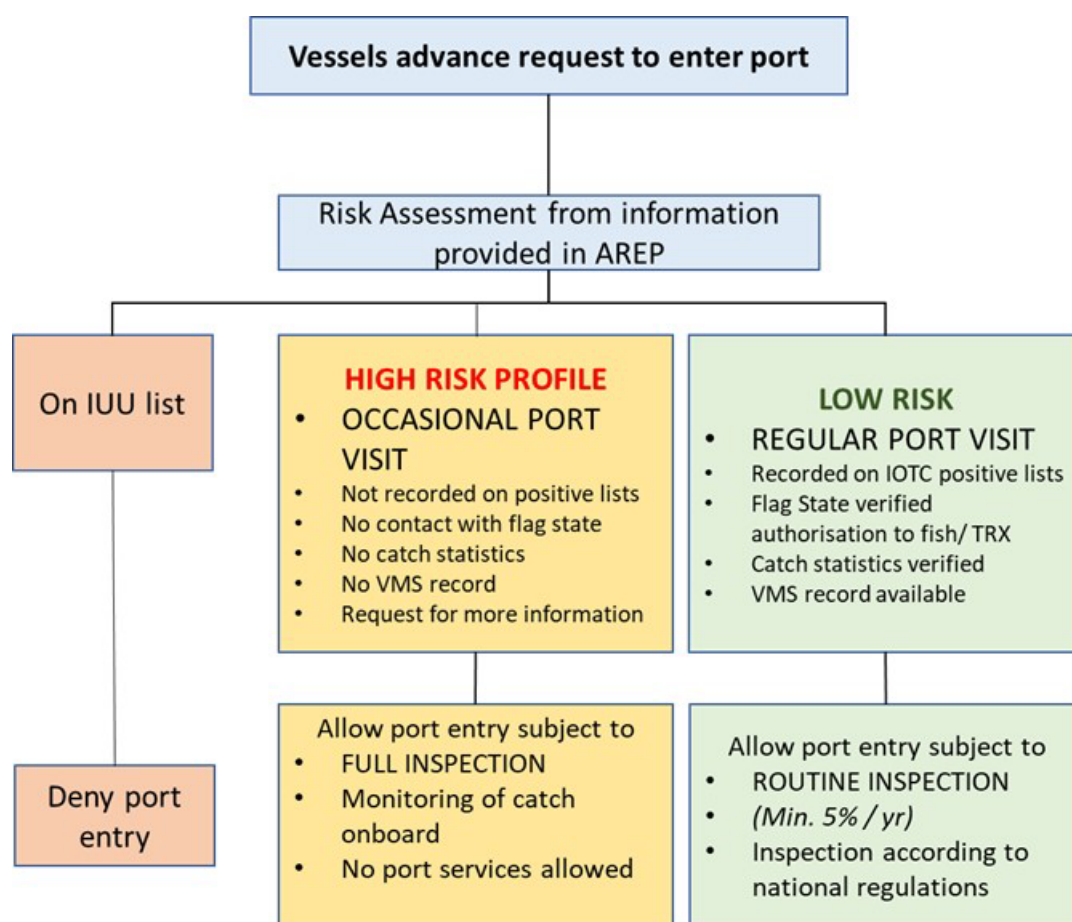 Vessels advance request to enter port
Risk Assessment from information
provided in AREP
On IUU list
HIGH RISK PROFILE
• OCCASIONAL PORT
VISIT
• Not recorded on positive lists
• No contact with flag state
• No catch statistics
• No VMS record
• Request for more information
LOW RISK
• REGULAR PORT VISIT
• Recorded on IOTC positive lists
• Flag State verified
authorisation to fish/ TRX
• Catch statistics verified
• VMS record available
Deny port
entry
Allow port entry subject to
• FULL INSPECTION
• Monitoring of catch
onboard
• No port services allowed
Allow port entry subject to
• ROUTINE INSPECTION
• (Min. 5% / yr)
• Inspection according to
national regulations